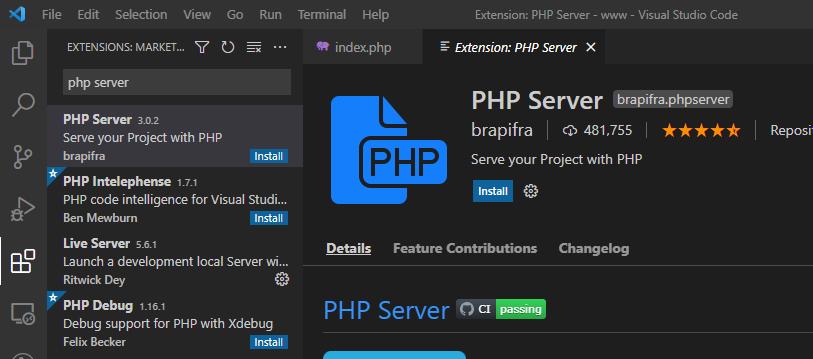 File Edit Selection View Go Run Terminal Help Extension: PHP Server - www - Visual Studio Code
EXTENSIONS: MARKET...
index.php
Extension: PHP Server
php server
PHP Server 3.0.2
Serve your Project with PHP
brapifra Install
PHP Intelephense 1.7.1
PHP code intelligence for Visual Studi...
Ben Mewburn Install
Live Server 5.6.1
Launch a development local Server wi...
Ritwick Dey
PHP Debug 1.16.1
Debug support for PHP with Xdebug
Felix Becker Install
PHP
PHP Server brapifra.phpserver
brapifra 481,755 Reposit
Serve your Project with PHP
Install
Details Feature Contributions Changelog
PHP Server CI passing